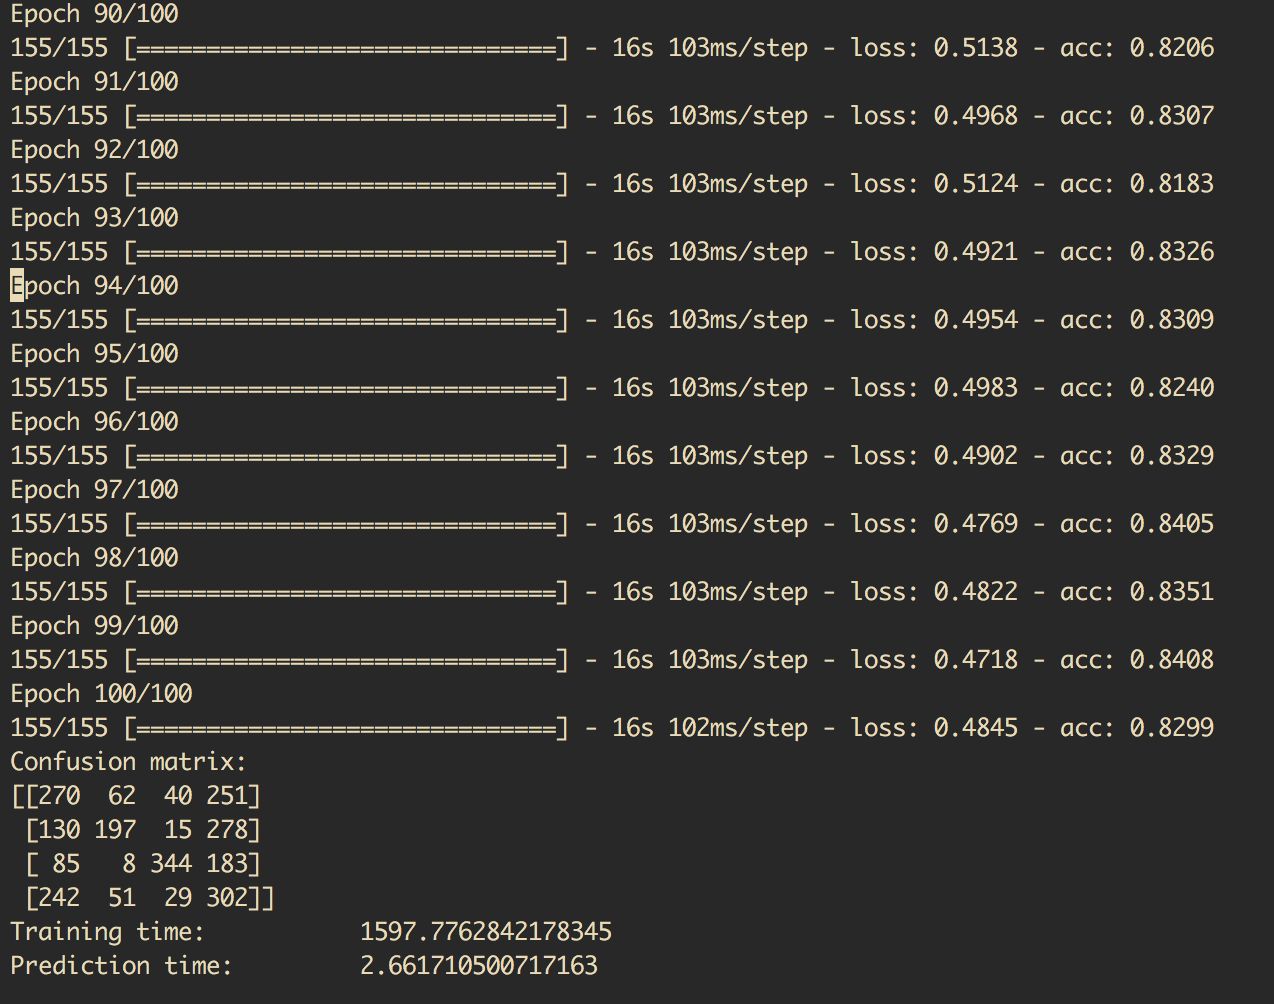 Epoch 90/100
155/155 [==============================] - 16s 103ms/step - loss: 0.5138 - acc: 0.8206
Epoch 91/100
155/155 [==============================] - 16s 103ms/step - loss: 0.4968 - acc: 0.8307
Epoch 92/100
155/155 [==============================] - 16s 103ms/step - loss: 0.5124 - acc: 0.8183
Epoch 93/100
155/155 [==============================] - 16s 103ms/step - loss: 0.4921 - acc: 0.8326
Epoch 94/100
155/155 [==============================] - 16s 103ms/step - loss: 0.4954 - acc: 0.8309
Epoch 95/100
155/155 [==============================] - 16s 103ms/step - loss: 0.4983 - acc: 0.8240
Epoch 96/100
155/155 [==============================] - 16s 103ms/step - loss: 0.4902 - acc: 0.8329
Epoch 97/100
155/155 [==============================] - 16s 103ms/step - loss: 0.4769 - acc: 0.8405
Epoch 98/100
155/155 [==============================] - 16s 103ms/step - loss: 0.4822 - acc: 0.8351
Epoch 99/100
155/155 [==============================] - 16s 103ms/step - loss: 0.4718 - acc: 0.8408
Epoch 100/100
155/155 [==============================] - 16s 102ms/step - loss: 0.4845 - acc: 0.8299
Confusion matrix:
[[270  62  40 251]
 [130 197  15 278]
 [ 85   8 344 183]
 [242  51  29 302]]
Training time:           1597.7762842178345
Prediction time:         2.661710500717163